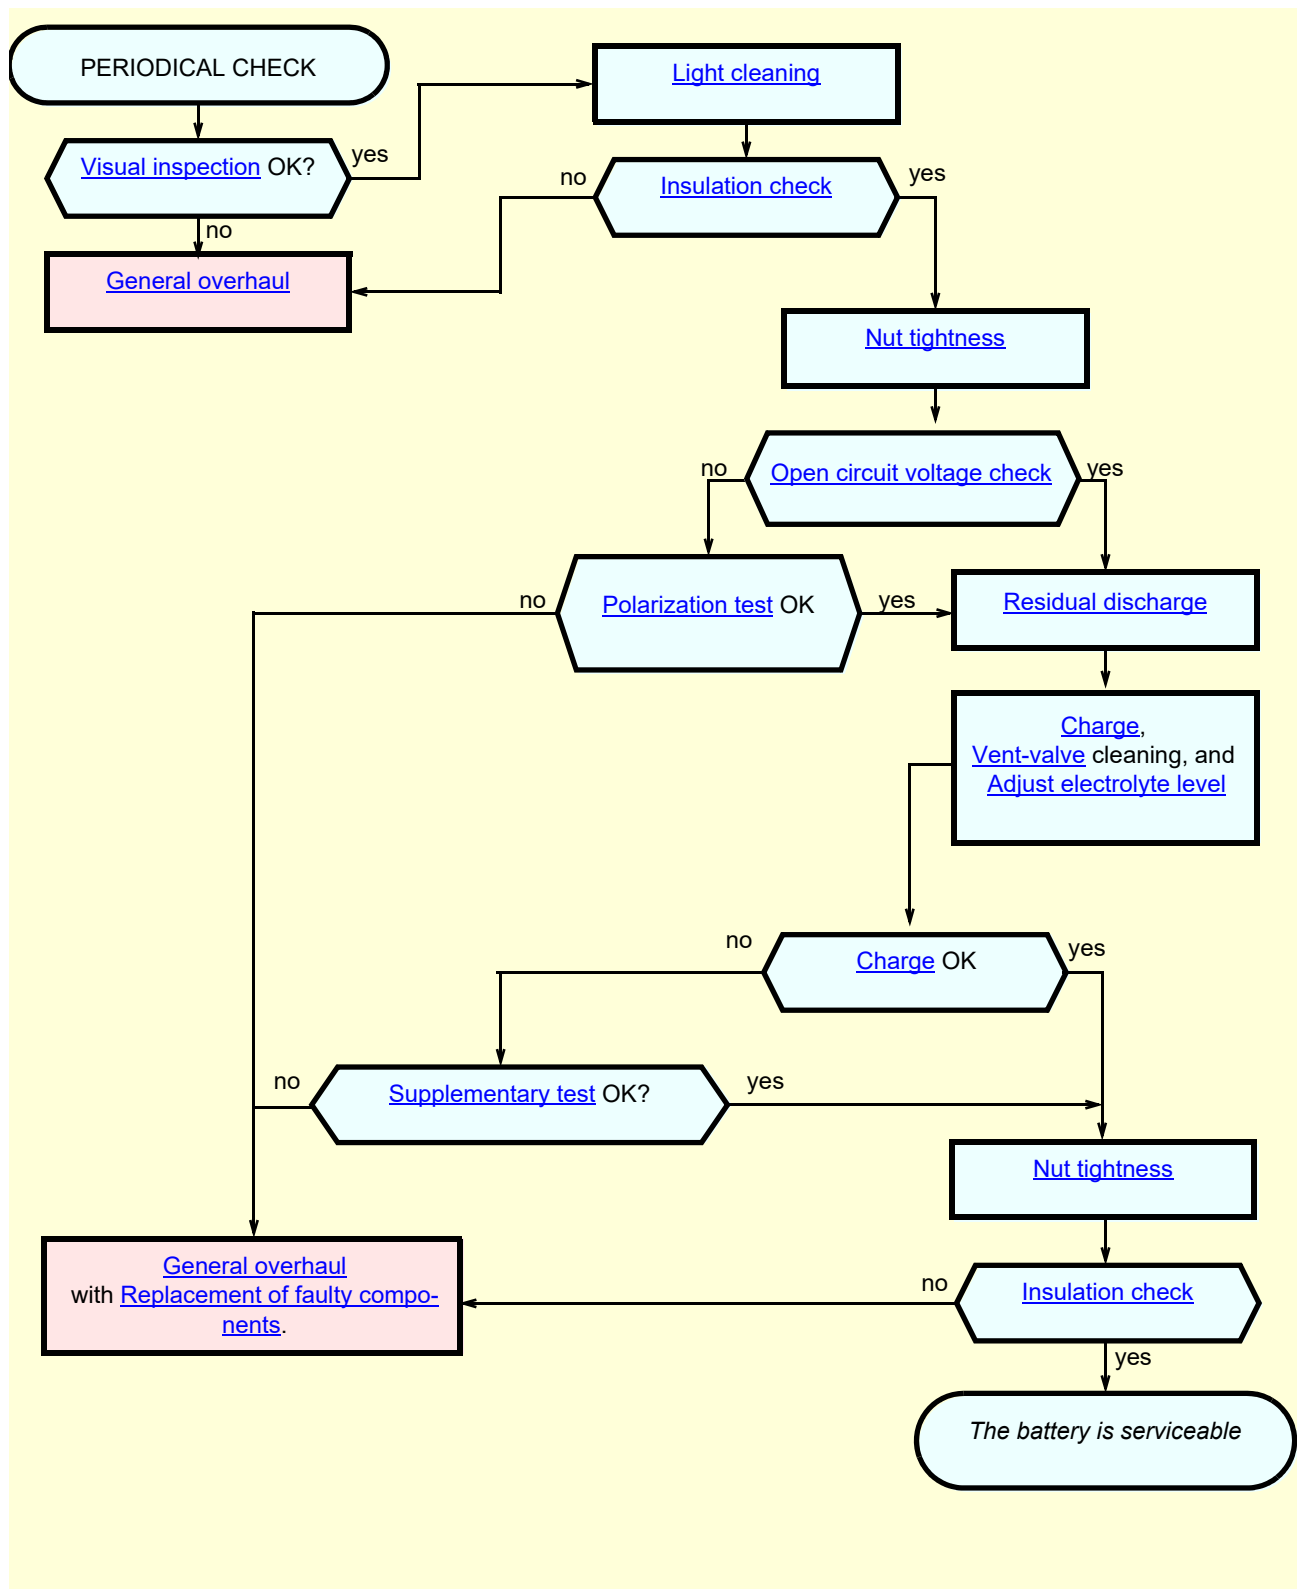 PERIODICAL CHECK
Light cleaning
Visual inspection OK?
yes
no
Insulation check
yes
no
General overhaul
Nut tightness
no
Open circuit voltage check
yes
no
Polarization test OK
yes
Residual discharge
Charge,
Vent-valve cleaning, and
Adjust electrolyte level
no
Charge OK
yes
no
Supplementary test OK?
yes
Nut tightness
General overhaul
with Replacement of faulty compo-
nents.
no
Insulation check
yes
The battery is serviceable